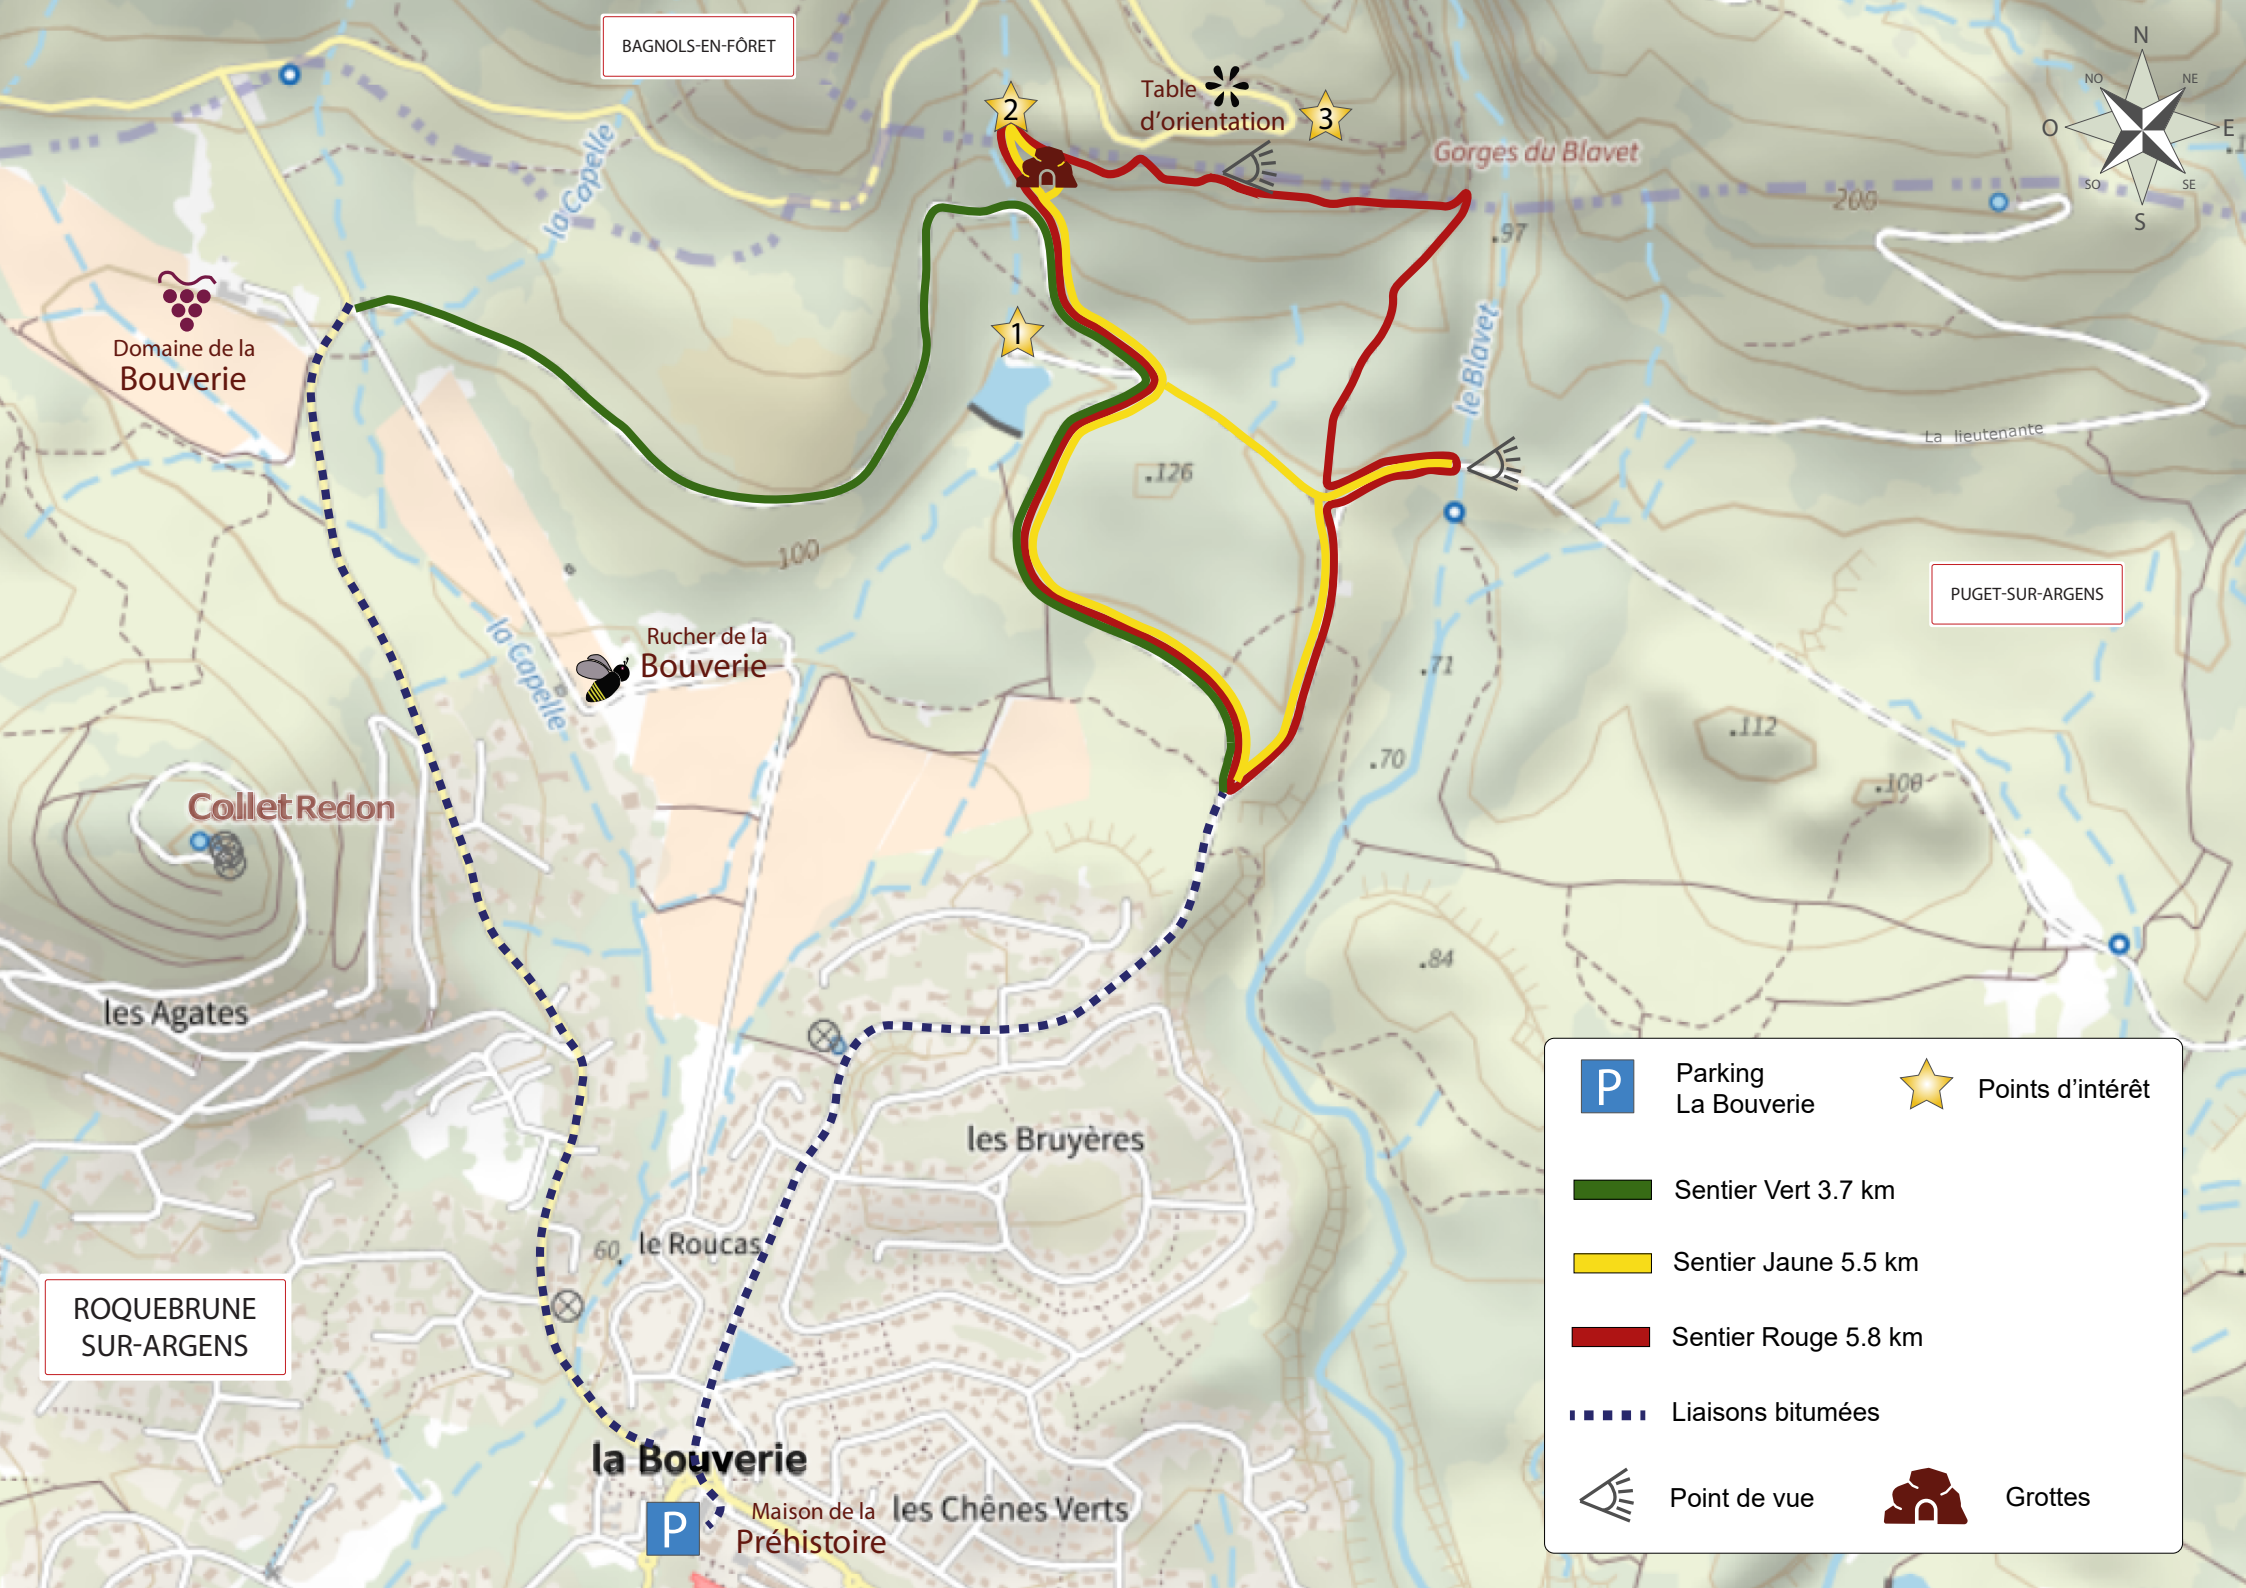 BAGNOLS-EN-FÔRET
N
NO
NE
O
E
SO
SE
S
2
Table
d'orientation
3
Gorges du Blavet
200
.97
la Capelle
1
Domaine de la
Bouverie
le Blavet
La lieutenante
.126
100
PUGET-SUR-ARGENS
Rucher de la
Bouverie
la Capelle
.71
.112
.70
.108
Collet Redon
.84
les Agates
les Bruyères
60.
le Roucas
ROQUEBRUNE
SUR-ARGENS
la Bouverie
P
Maison de la
Préhistoire
les Chênes Verts
P
Parking
La Bouverie
Points d'intérêt
Sentier Vert 3.7 km
Sentier Jaune 5.5 km
Sentier Rouge 5.8 km
Liaisons bitumées
Point de vue
Grottes